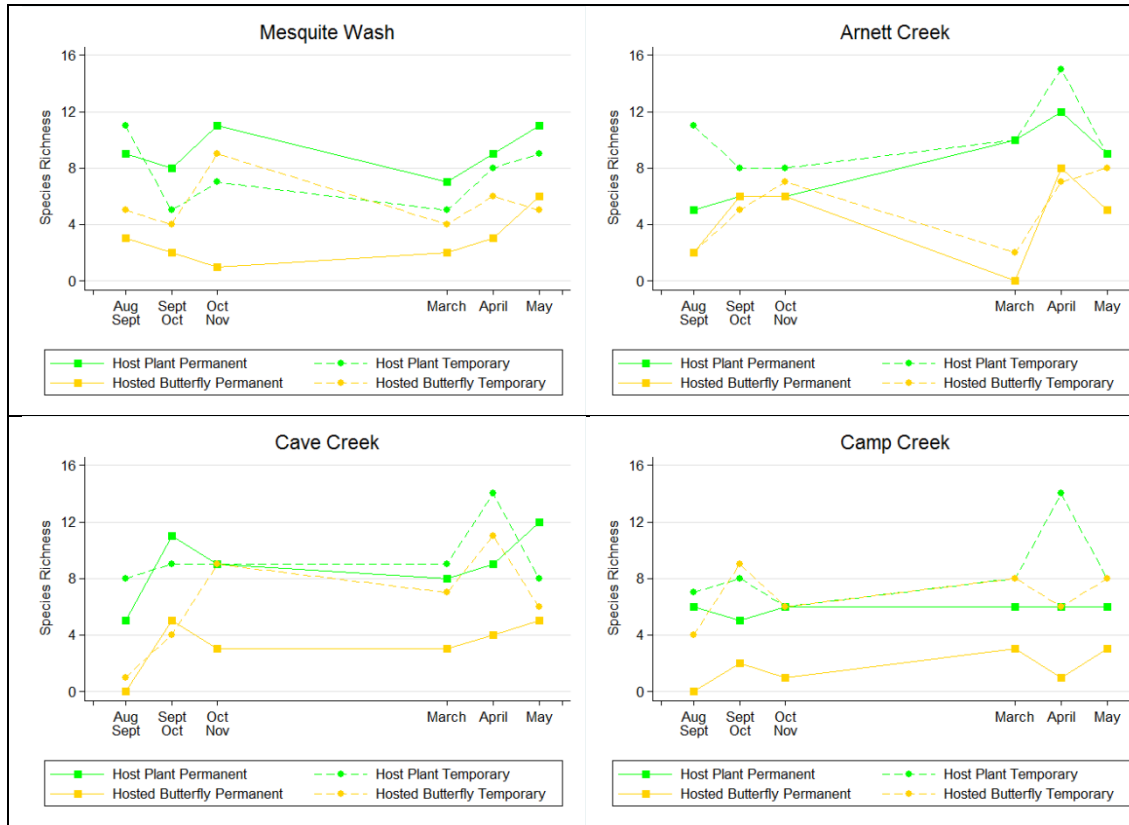 Mesquite Wash
16
12
8
4
0
Species Richness
Aug Sept Oct March April May
Sept Oct Nov
Host Plant Permanent Host Plant Temporary
Hosted Butterfly Permanent Hosted Butterfly Temporary
Arnett Creek
16
12
8
4
0
Species Richness
Aug Sept Oct March April May
Sept Oct Nov
Host Plant Permanent Host Plant Temporary
Hosted Butterfly Permanent Hosted Butterfly Temporary
Cave Creek
16
12
8
4
0
Species Richness
Aug Sept Oct March April May
Sept Oct Nov
Host Plant Permanent Host Plant Temporary
Hosted Butterfly Permanent Hosted Butterfly Temporary
Camp Creek
16
12
8
4
0
Species Richness
Aug Sept Oct March April May
Sept Oct Nov
Host Plant Permanent Host Plant Temporary
Hosted Butterfly Permanent Hosted Butterfly Temporary